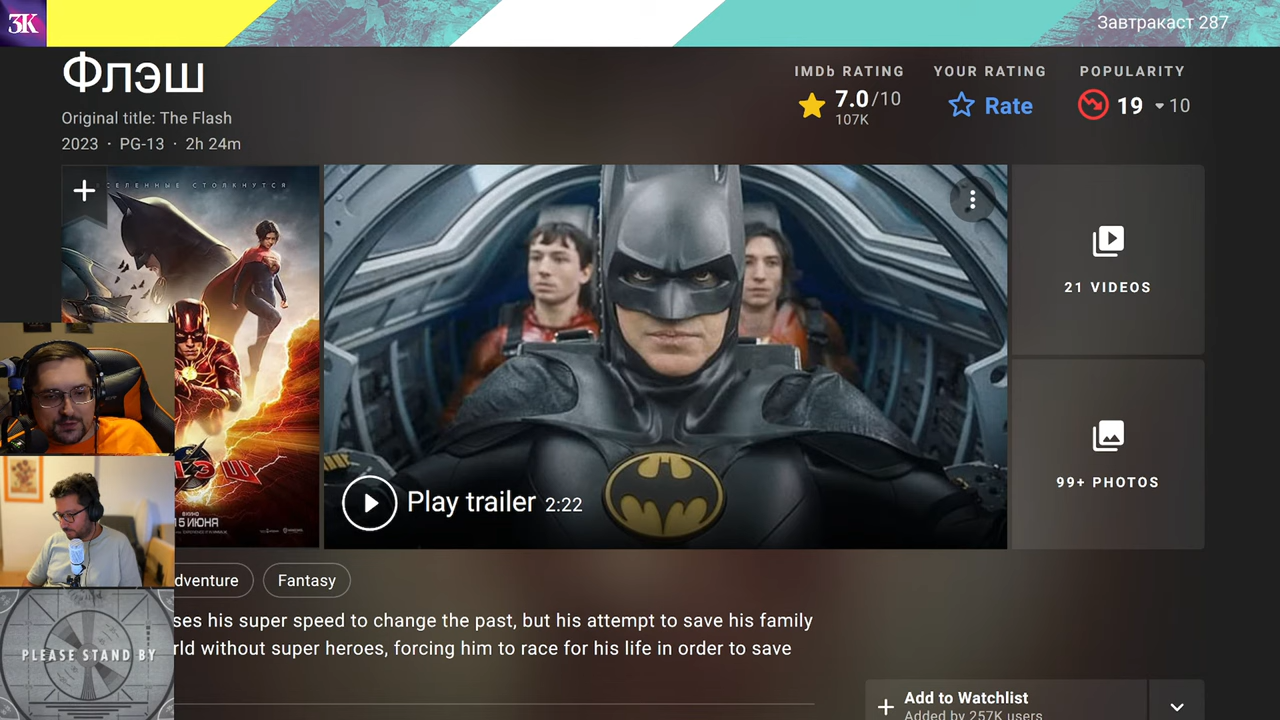 ЗК
Завтракаст 287
Флэш
Original title: The Flash
2023 · PG-13 · 2h 24m
IMDb RATING
7.0/10
107K
YOUR RATING
Rate
POPULARITY
19
10
СЕЛЕННЫЕ СТОЛКНУТСЯ
ЭШ
В КИНО
15 ИЮНЯ
Play trailer 2:22
21 VIDEOS
99+ PHOTOS
dventure
Fantasy
ses his super speed to change the past, but his attempt to save his family
rld without super heroes, forcing him to race for his life in order to save
PLEASE STAND BY
Add to Watchlist
Added by 257K users